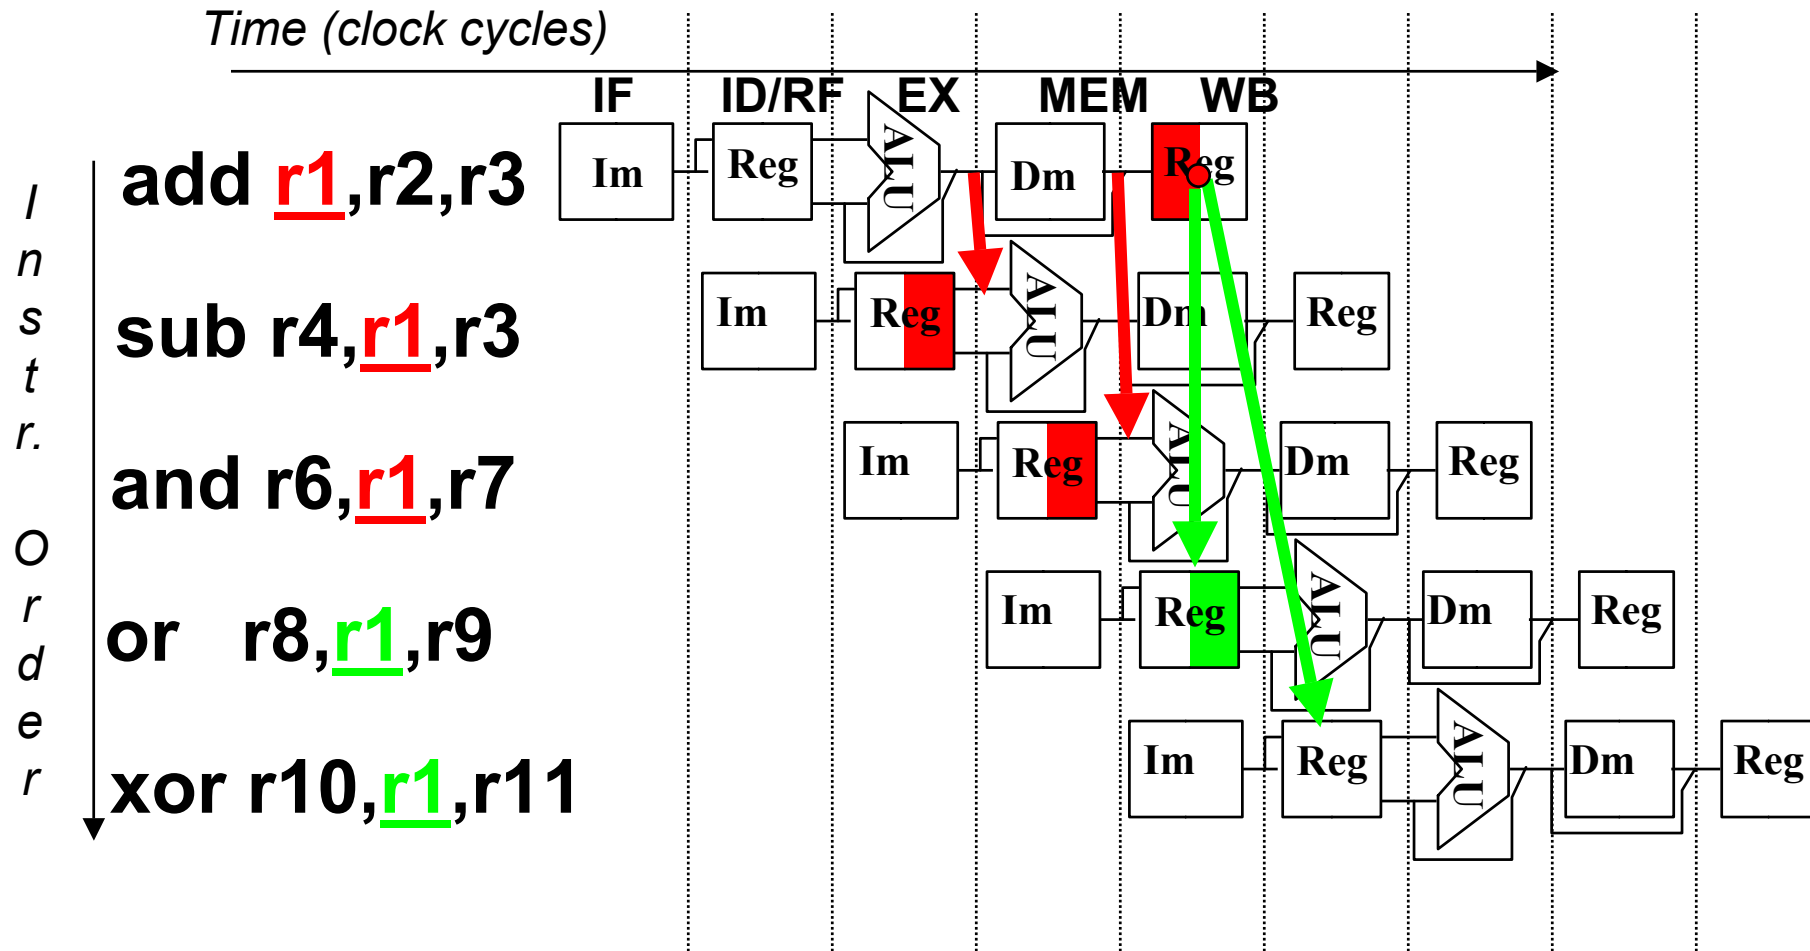 Time (clock cycles)
IF ID/RF EX MEM WB
Instr. Order
add r1,r2,r3
Im Reg ALU Dm Reg
sub r4,r1,r3
Im Reg ALU Dm Reg
and r6,r1,r7
Im Reg ALU Dm Reg
or r8,r1,r9
Im Reg ALU Dm Reg
xor r10,r1,r11
Im Reg ALU Dm Reg